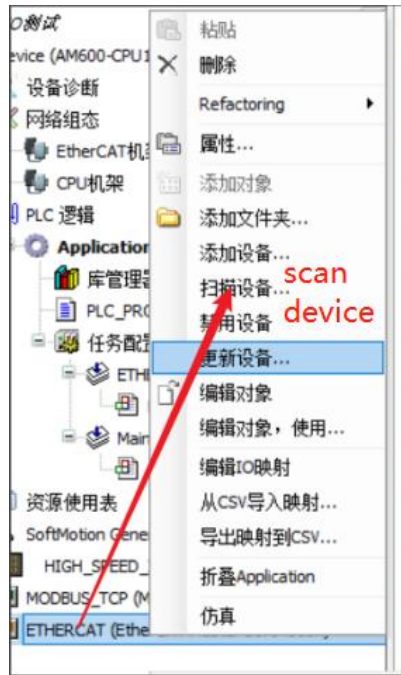 O测试
粘贴
evice (AM600-CPU1
删除
设备诊断
Refactoring
网络组态
属性...
EtherCAT机
CPU机架
添加对象
PLC 逻辑
添加文件夹...
Application
添加设备...
库管理器
扫描设备...
scan
device
PLC_PRG
禁用设备
任务配
更新设备...
ETHE
编辑对象
编辑对象，使用...
Main
编辑IO映射
资源使用表
从CSV导入映射...
SoftMotion Gene
导出映射到CSV...
HIGH_SPEED_
折叠Application
MODBUS_TCP (M
仿真
ETHERCAT (Ethe